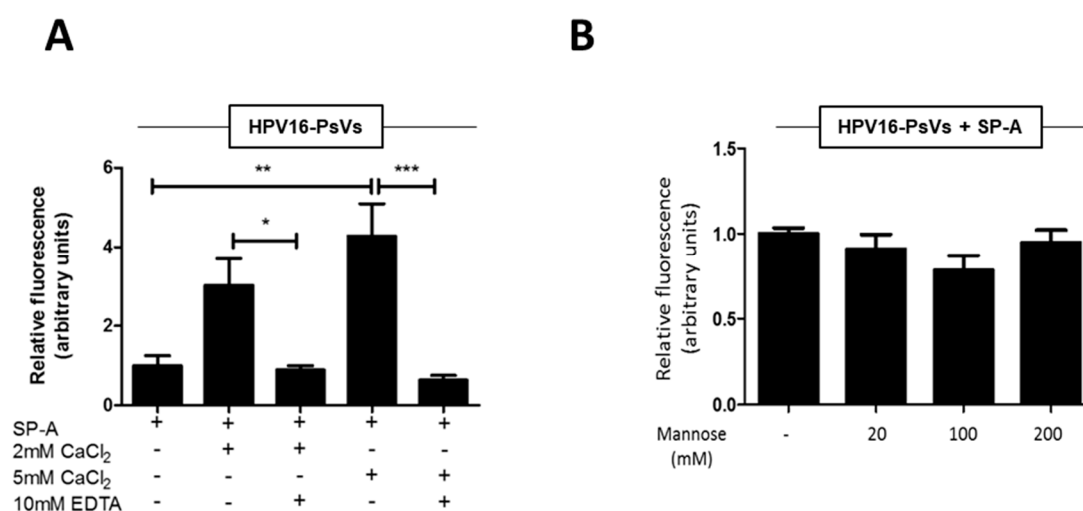 A
HPV16-PsVs
** ***
*
6
4
2
0
Relative fluorescence
(arbitrary units)
SP-A + + + + +
2mM CaCl₂ - + + - -
5mM CaCl₂ - - - + +
10mM EDTA - - + - +
B
HPV16-PsVs + SP-A
1.5
1.0
0.5
0.0
Relative fluorescence
(arbitrary units)
Mannose - 20 100 200
(mM)